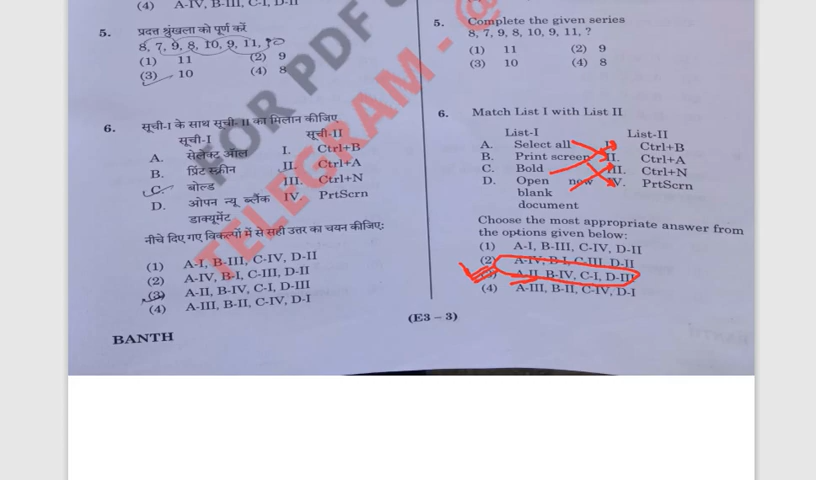 (4) A-IV, B-III, C-I, D-II
5. प्रदत्त श्रृंखला को पूर्ण करें
8, 7, 9, 8, 10, 9, 11, ?
(1) 11 (2) 9
(3) 10 (4) 8
6. सूची-I के साथ सूची- II का मिलान कीजिए
सूची-I सूची-II
A. सेलेक्ट ऑल I. Ctrl+B
B. प्रिंट स्क्रीन II. Ctrl+A
C. बोल्ड III. Ctrl+N
D. ओपन न्यू ब्लैंक IV. PrtScrn
डाक्यूमेंट
नीचे दिए गए विकल्पों में से सही उत्तर का चयन कीजिए:
(1) A-I, B-III, C-IV, D-II
(2) A-IV, B-I, C-III, D-II
(3) A-II, B-IV, C-I, D-III
(4) A-III, B-II, C-IV, D-I
BANTH
5. Complete the given series
8, 7, 9, 8, 10, 9, 11, ?
(1) 11 (2) 9
(3) 10 (4) 8
6. Match List I with List II
List-I List-II
A. Select all I. Ctrl+B
B. Print screen II. Ctrl+A
C. Bold III. Ctrl+N
D. Open new IV. PrtScrn
blank
document
Choose the most appropriate answer from
the options given below:
(1) A-I, B-III, C-IV, D-II
(2) A-IV, B-I, C-III, D-II
(3) A-II, B-IV, C-I, D-III
(4) A-III, B-II, C-IV, D-I
(E3 – 3)
FOR PDF
TELEGRAM - @